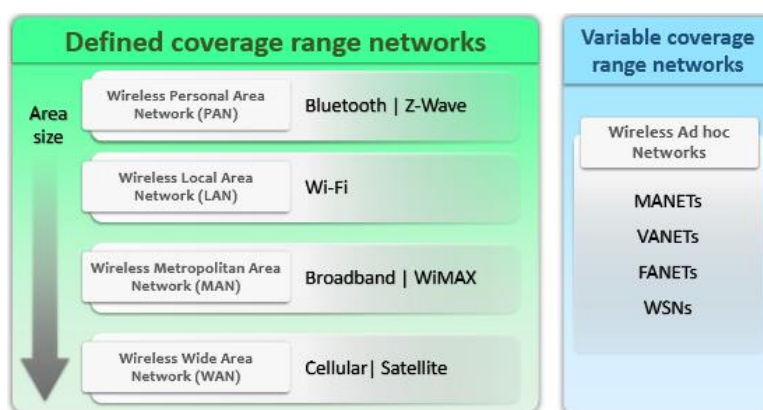 Defined coverage range networks
Area
size
Wireless Personal Area
Network (PAN)
Bluetooth | Z-Wave
Wireless Local Area
Network (LAN)
Wi-Fi
Wireless Metropolitan Area
Network (MAN)
Broadband | WiMAX
Wireless Wide Area
Network (WAN)
Cellular| Satellite
Variable coverage
range networks
Wireless Ad hoc
Networks
MANETs
VANETs
FANETs
WSNs